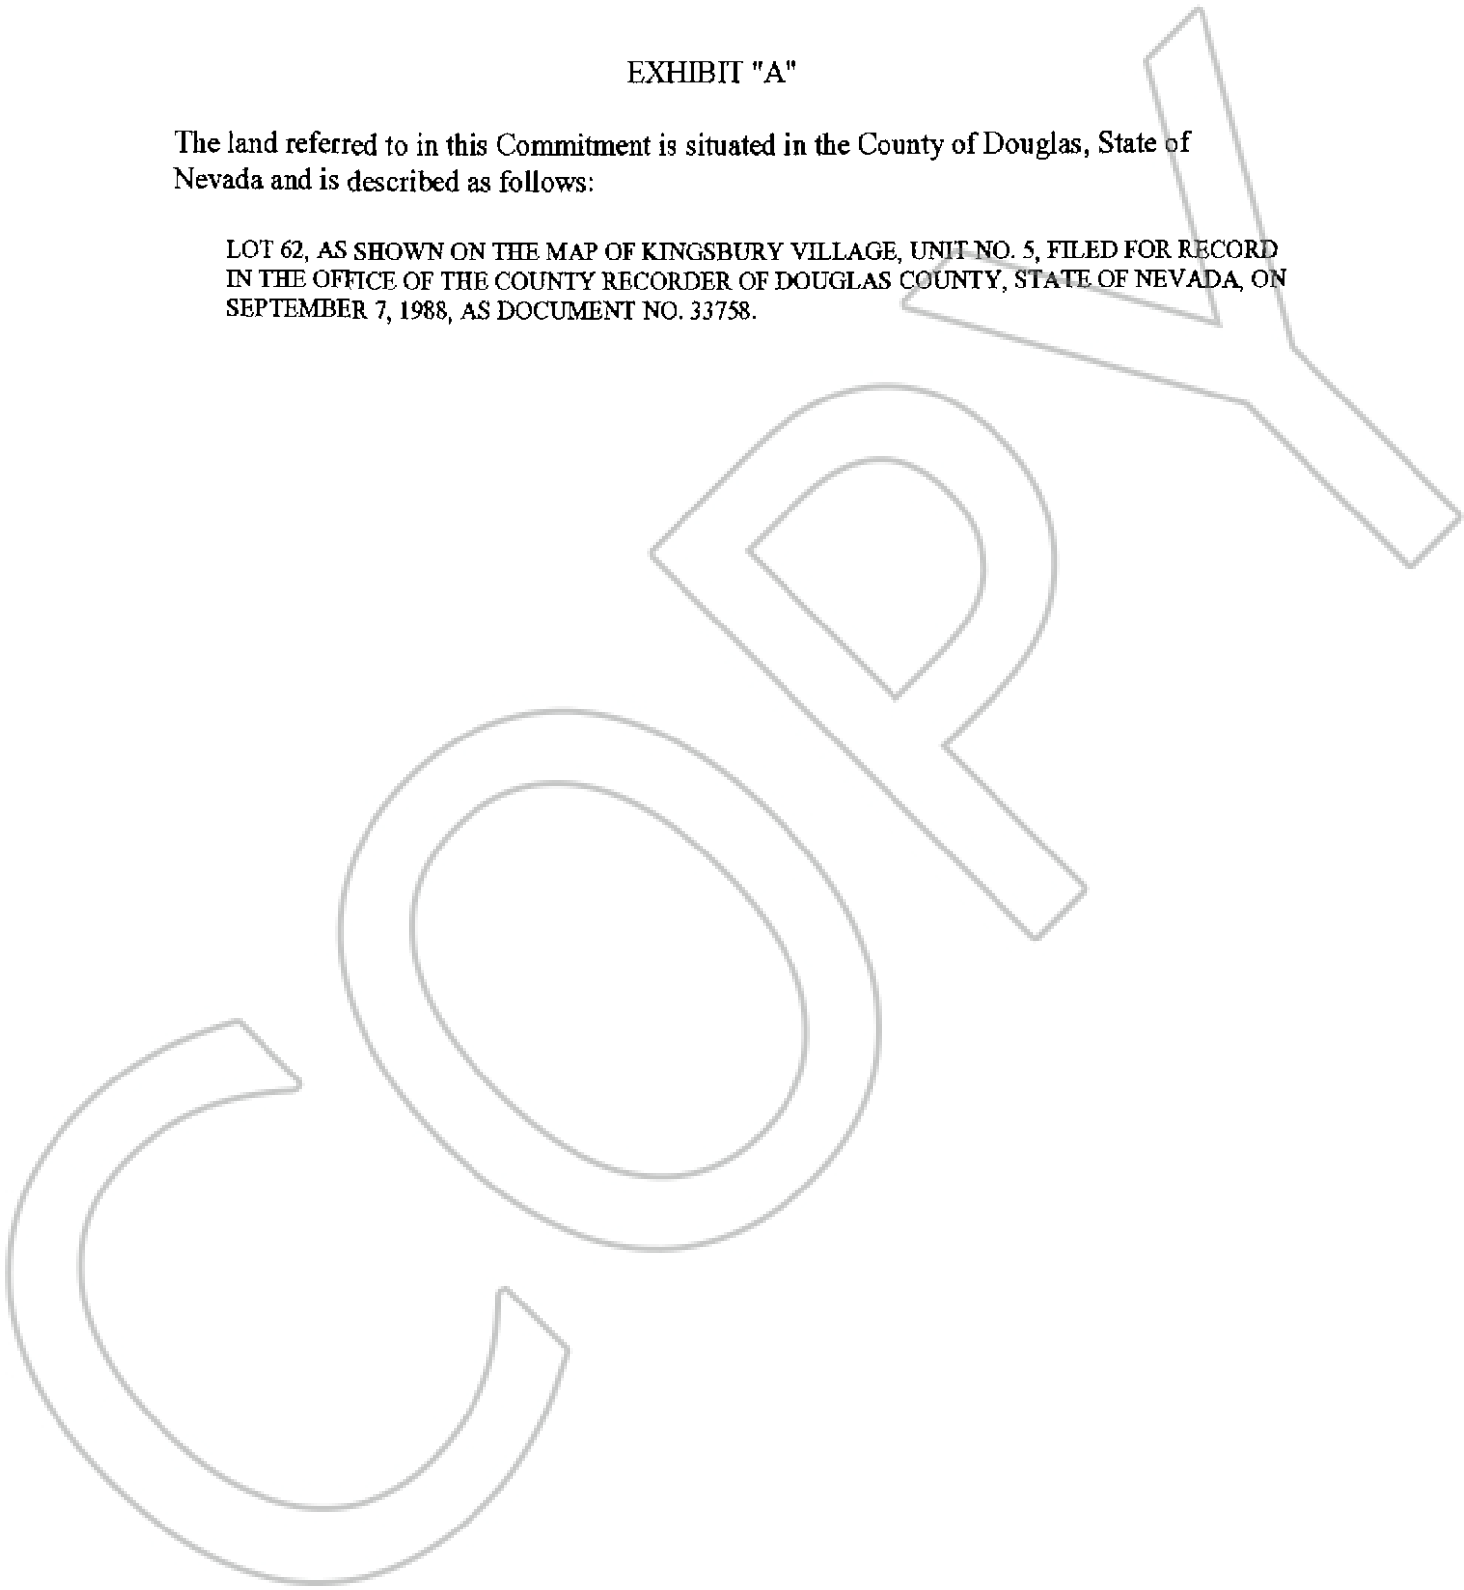 EXHIBIT "A"
The land referred to in this Commitment is situated in the County of Douglas, State of
Nevada and is described as follows:
LOT 62, AS SHOWN ON THE MAP OF KINGSBURY VILLAGE, UNIT NO. 5, FILED FOR RECORD
IN THE OFFICE OF THE COUNTY RECORDER OF DOUGLAS COUNTY, STATE OF NEVADA, ON
SEPTEMBER 7, 1988, AS DOCUMENT NO. 33758.
COPY